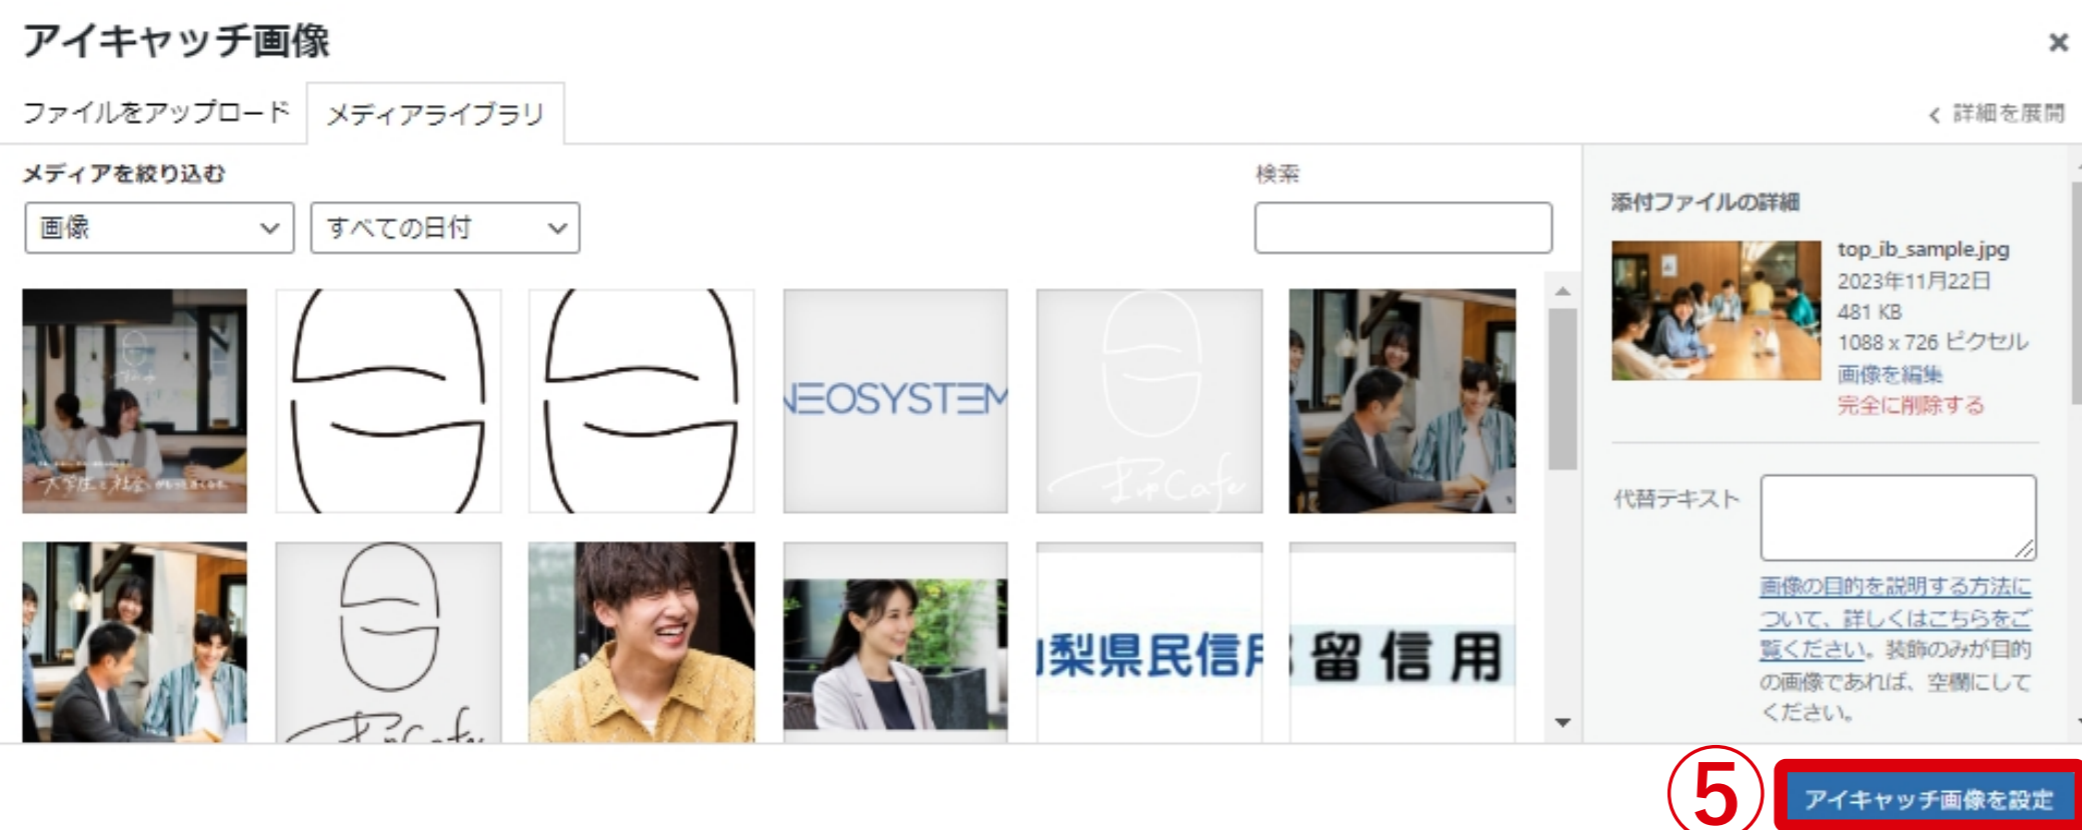 アイキャッチ画像
×
ファイルをアップロード
メディアライブラリ
< 詳細を展開
メディアを絞り込む
画像
すべての日付
検索
添付ファイルの詳細
top_ib_sample.jpg
2023年11月22日
481 KB
1088 x 726 ピクセル
画像を編集
完全に削除する
代替テキスト
画像の目的を説明する方法に
ついて、詳しくはこちらをご
覧ください。装飾のみが目的
の画像であれば、空欄にして
ください。
大学生と社会
NEOSYSTEM
Cafe
梨県民信用
留信用
⑤
アイキャッチ画像を設定